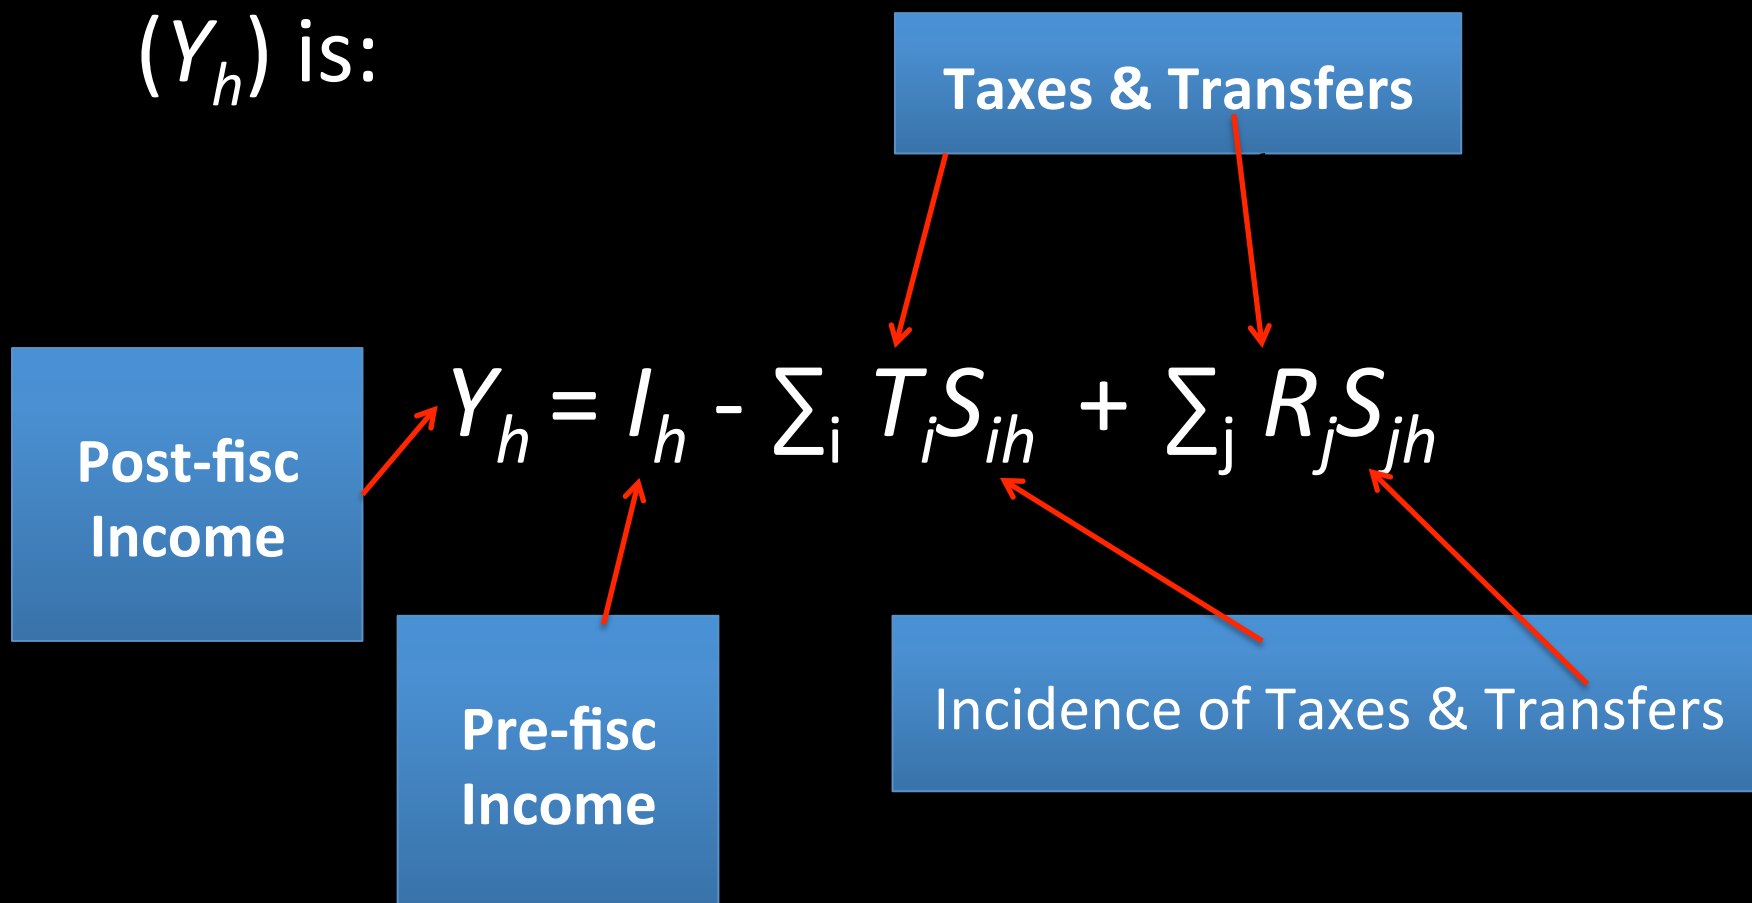 (Yₕ) is:
Taxes & Transfers
Yₕ = Iₕ - ∑ᵢ TᵢSᵢₕ + ∑ⱼ RⱼSⱼₕ
Post-fisc
Income
Pre-fisc
Income
Incidence of Taxes & Transfers